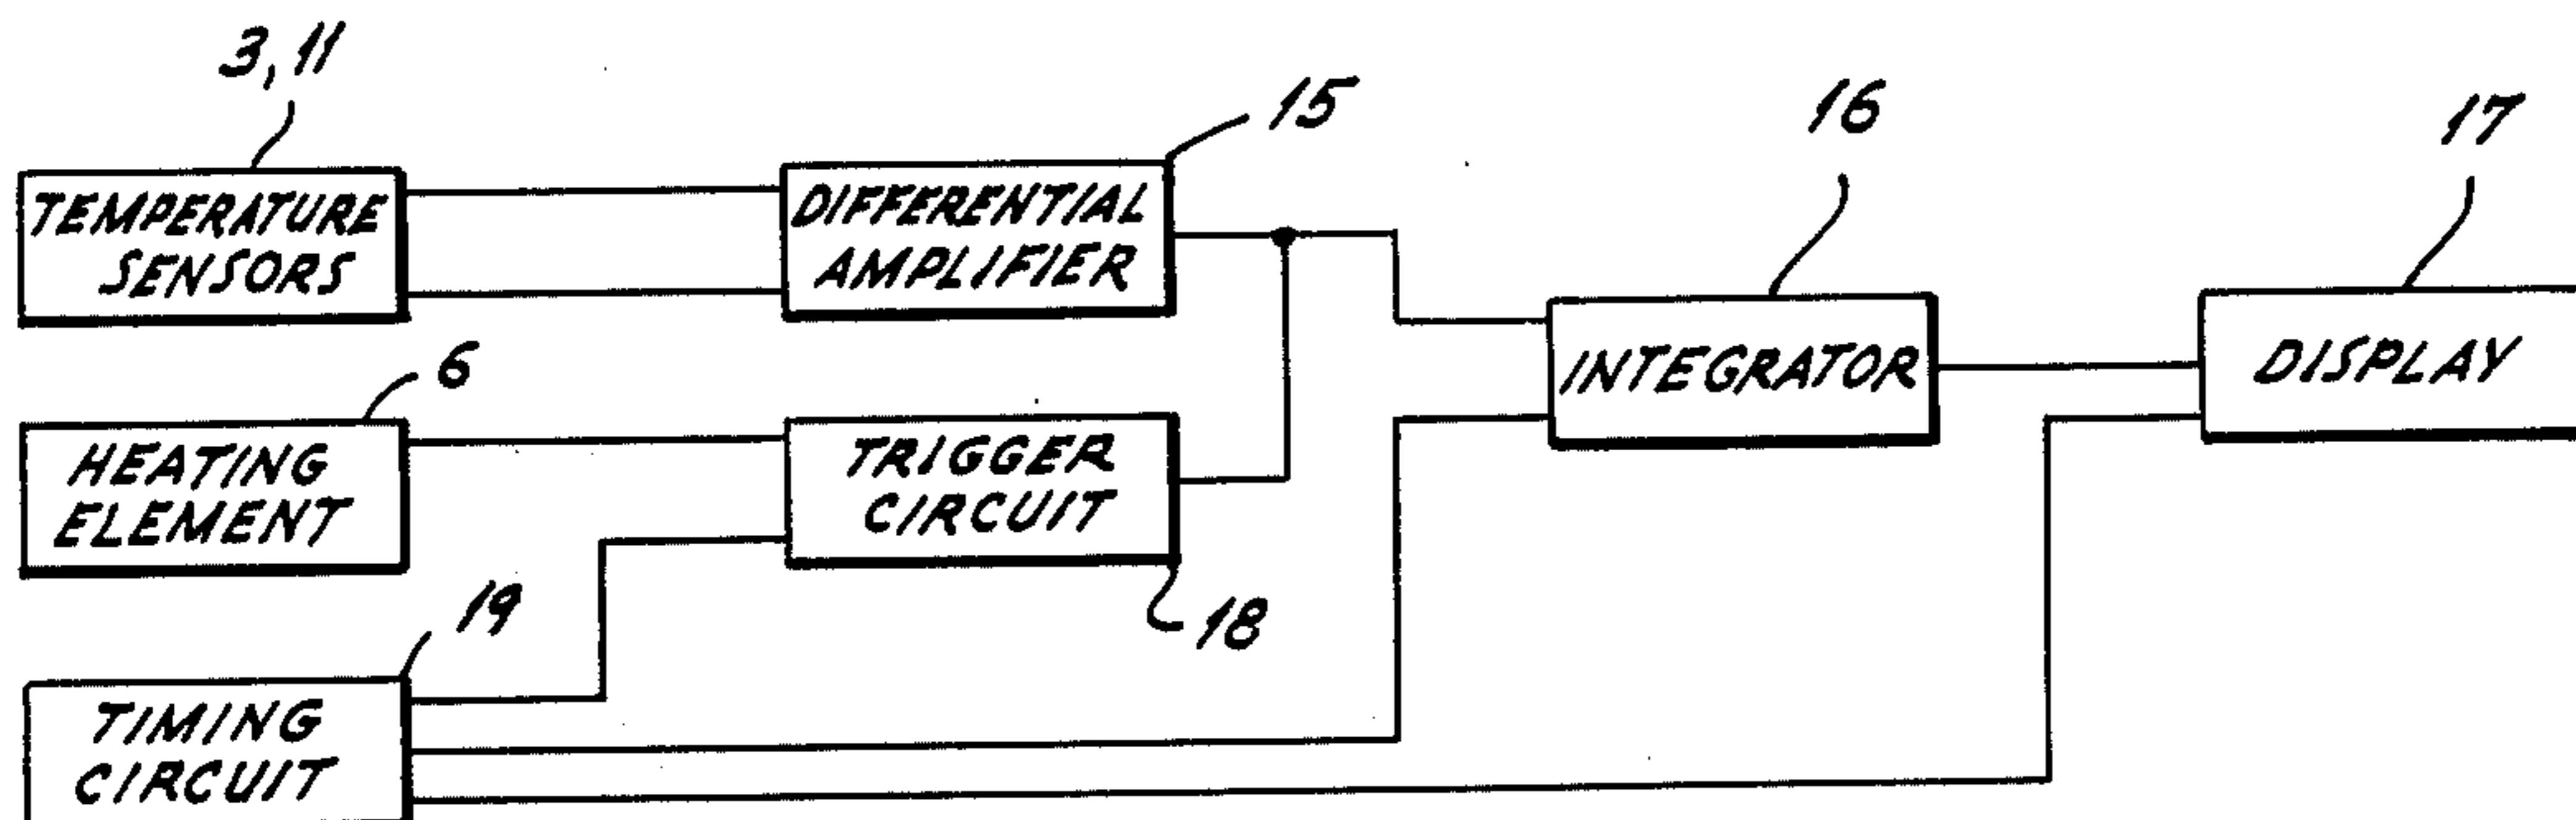 3, 11
TEMPERATURE
SENSORS
15
DIFFERENTIAL
AMPLIFIER
16
INTEGRATOR
17
DISPLAY
6
HEATING
ELEMENT
TRIGGER
CIRCUIT
18
19
TIMING
CIRCUIT